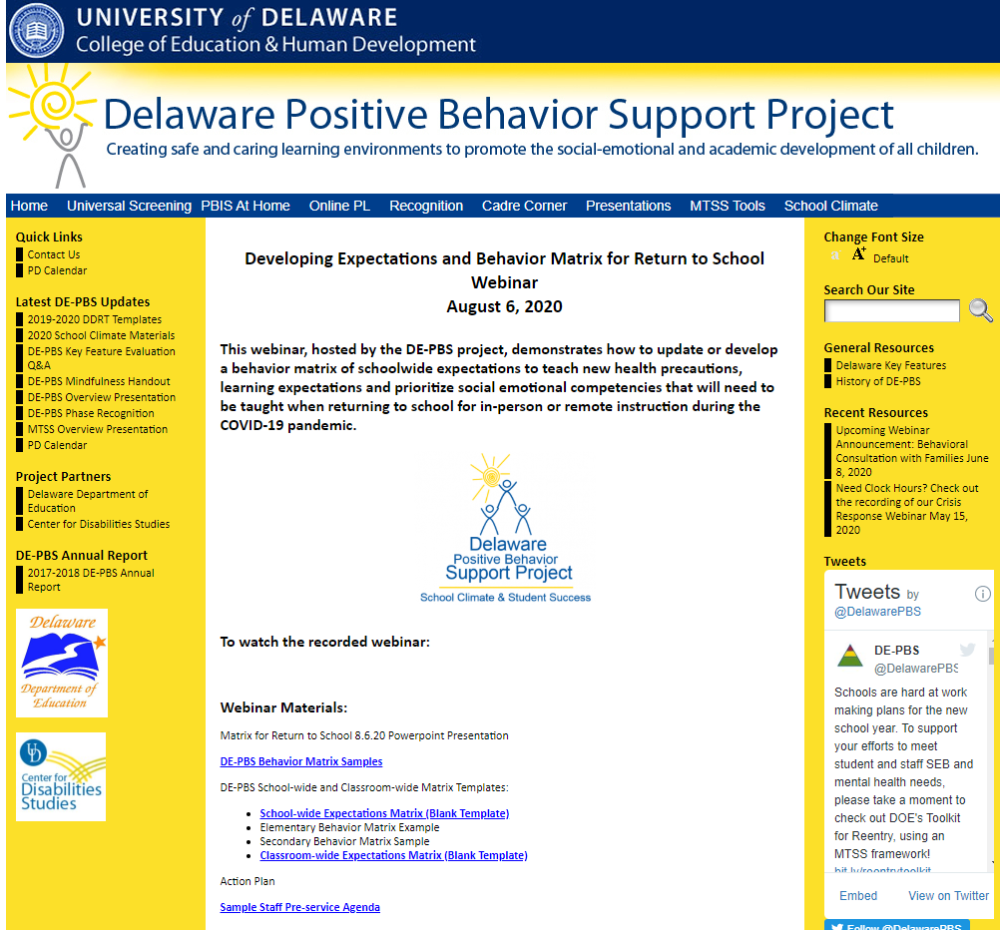 UNIVERSITY of DELAWARE
College of Education & Human Development
Delaware Positive Behavior Support Project
Creating safe and caring learning environments to promote the social-emotional and academic development of all children.
Home Universal Screening PBIS At Home Online PL Recognition Cadre Corner Presentations MTSS Tools School Climate
Quick Links
Contact Us
PD Calendar
Latest DE-PBS Updates
2019-2020 DDRT Templates
2020 School Climate Materials
DE-PBS Key Feature Evaluation
Q&A
DE-PBS Mindfulness Handout
DE-PBS Overview Presentation
DE-PBS Phase Recognition
MTSS Overview Presentation
PD Calendar
Project Partners
Delaware Department of
Education
Center for Disabilities Studies
DE-PBS Annual Report
2017-2018 DE-PBS Annual
Report
Delaware
Department of
Education
UD
Center for
Disabilities
Studies
Developing Expectations and Behavior Matrix for Return to School
Webinar
August 6, 2020
This webinar, hosted by the DE-PBS project, demonstrates how to update or develop
a behavior matrix of schoolwide expectations to teach new health precautions,
learning expectations and prioritize social emotional competencies that will need to
be taught when returning to school for in-person or remote instruction during the
COVID-19 pandemic.
Delaware
Positive Behavior
Support Project
School Climate & Student Success
To watch the recorded webinar:
Webinar Materials:
Matrix for Return to School 8.6.20 Powerpoint Presentation
DE-PBS Behavior Matrix Samples
DE-PBS School-wide and Classroom-wide Matrix Templates:
School-wide Expectations Matrix (Blank Template)
Elementary Behavior Matrix Example
Secondary Behavior Matrix Sample
Classroom-wide Expectations Matrix (Blank Template)
Action Plan
Sample Staff Pre-service Agenda
Change Font Size
A+ Default
Search Our Site
General Resources
Delaware Key Features
History of DE-PBS
Recent Resources
Upcoming Webinar
Announcement: Behavioral
Consultation with Families June
8, 2020
Need Clock Hours? Check out
the recording of our Crisis
Response Webinar May 15,
2020
Tweets
Tweets by
@DelawarePBS
DE-PBS
@DelawarePBS
Schools are hard at work
making plans for the new
school year. To support
your efforts to meet
student and staff SEB and
mental health needs,
please take a moment to
check out DOE's Toolkit
for Reentry, using an
MTSS framework!
bit.ly/reentrytoolkit
Embed View on Twitter
Follow @DelawarePBS